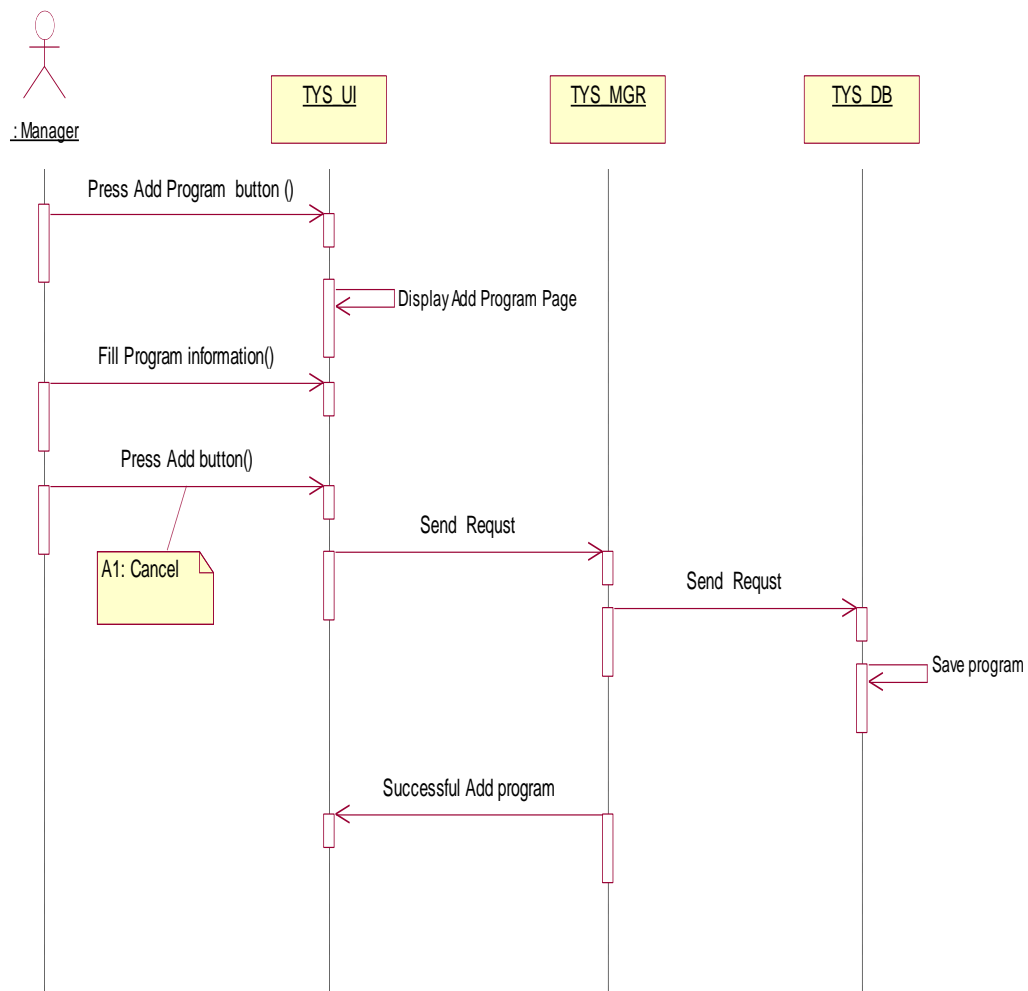 : Manager
TYS_UI
TYS_MGR
TYS_DB
Press Add Program button ()
Display Add Program Page
Fill Program information()
Press Add button()
A1: Cancel
Send Requst
Send Requst
Save program
Successful Add program